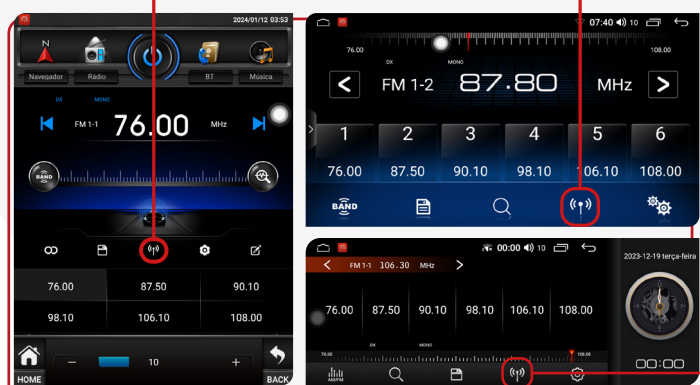 2024/01/12 03:53
Navegador
Rádio
BT
Música
DX
MONO
FM 1-1
76.00
MHz
BAND
76.00
87.50
90.10
98.10
106.10
108.00
HOME
10
BACK
07:40
10
76.00
108.00
DX
MONO
FM 1-2
87.80
MHz
1
2
3
4
5
6
76.00
87.50
90.10
98.10
106.10
108.00
BAND
00:00
10
FM 1-1 106.30 MHz
76.00
87.50
90.10
98.10
106.10
108.00
DX
MONO
76.00
108.00
AM/FM
2023-12-19 terça-feira
00:00